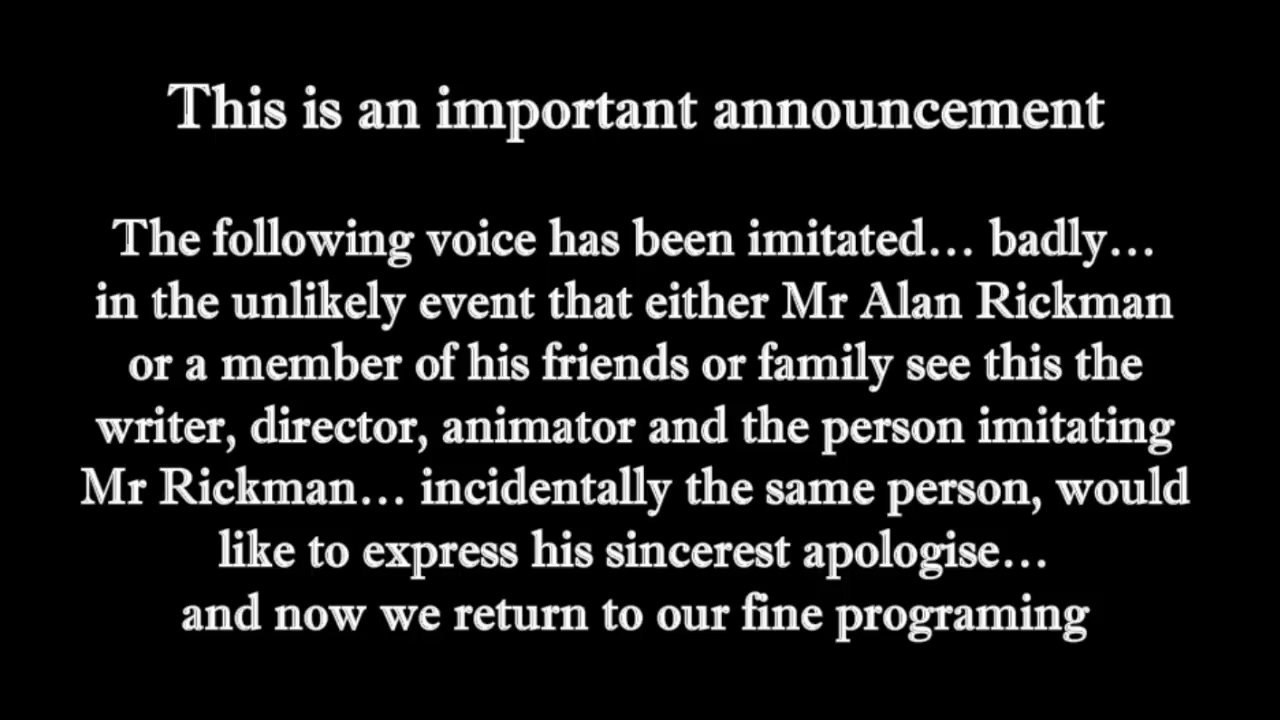 This is an important announcement
The following voice has been imitated... badly...
in the unlikely event that either Mr Alan Rickman
or a member of his friends or family see this the
writer, director, animator and the person imitating
Mr Rickman... incidentally the same person, would
like to express his sincerest apologise...
and now we return to our fine programing